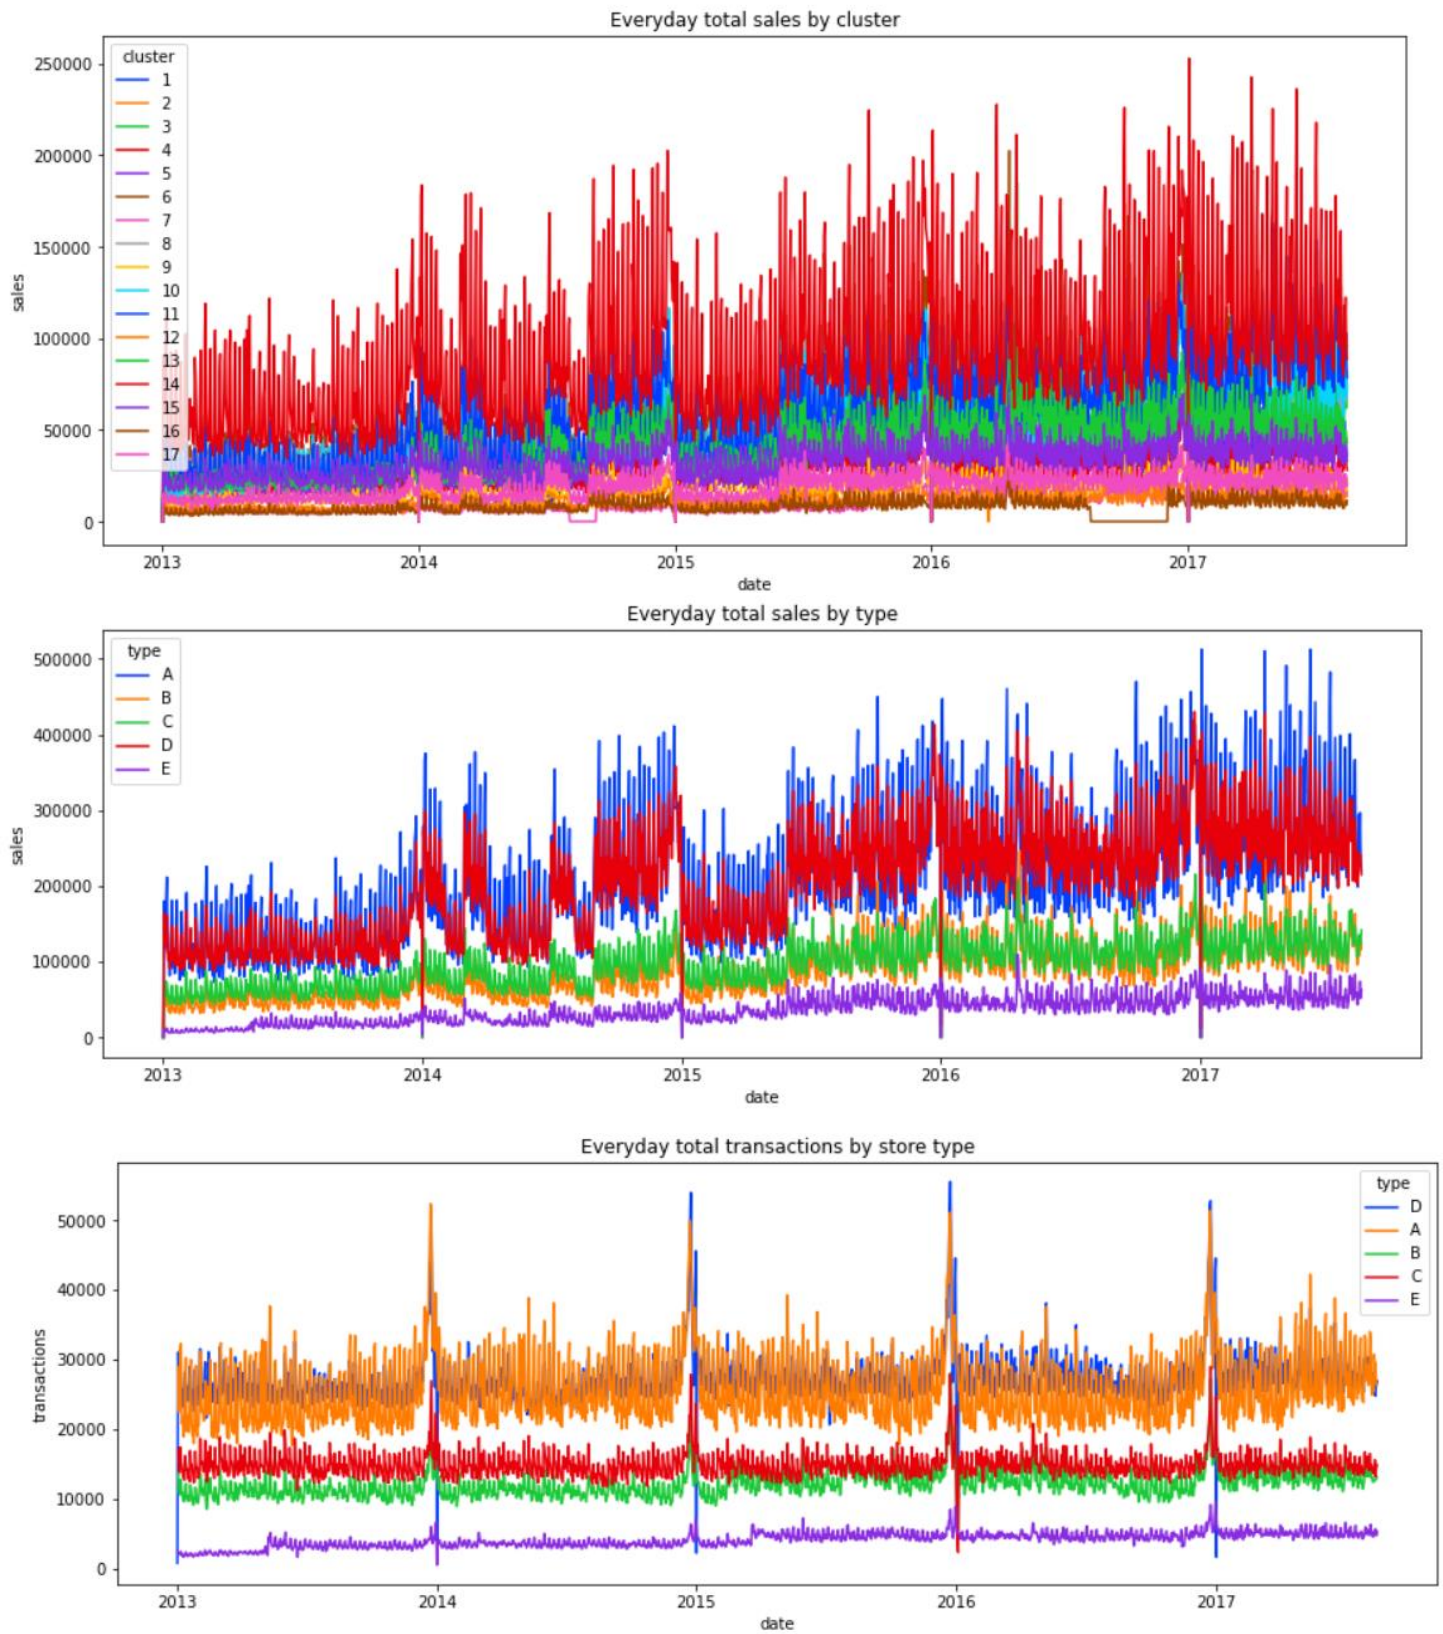 Everyday total sales by cluster
cluster
1
2
3
4
5
6
7
8
9
10
11
12
13
14
15
16
17
250000
200000
150000
100000
50000
0
sales
2013 2014 2015 2016 2017
date
Everyday total sales by type
type
A
B
C
D
E
500000
400000
300000
200000
100000
0
sales
2013 2014 2015 2016 2017
date
Everyday total transactions by store type
type
D
A
B
C
E
50000
40000
30000
20000
10000
0
transactions
2013 2014 2015 2016 2017
date